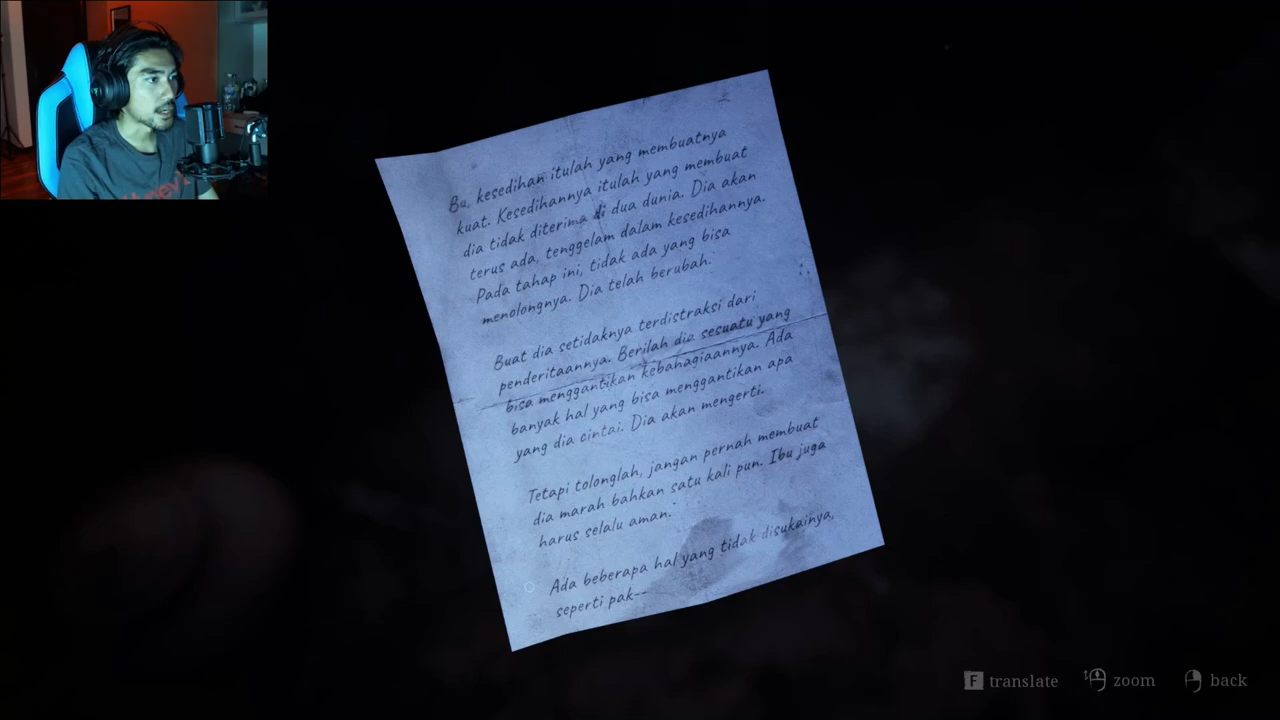 Bu, kesedihan itulah yang membuatnya
kuat. Kesedihannya itulah yang membuat
dia tidak diterima di dua dunia. Dia akan
terus ada, tenggelam dalam kesedihannya.
Pada tahap ini, tidak ada yang bisa
menolongnya. Dia telah berubah.
Buat dia setidaknya terdistraksi dari
penderitaannya. Berilah dia sesuatu yang
bisa menggantikan kebahagiaannya. Ada
banyak hal yang bisa menggantikan apa
yang dia cintai. Dia akan mengerti.
Tetapi tolonglah, jangan pernah membuat
dia marah bahkan satu kali pun. Ibu juga
harus selalu aman.
Ada beberapa hal yang tidak disukainya,
seperti pak--
F translate
zoom
back